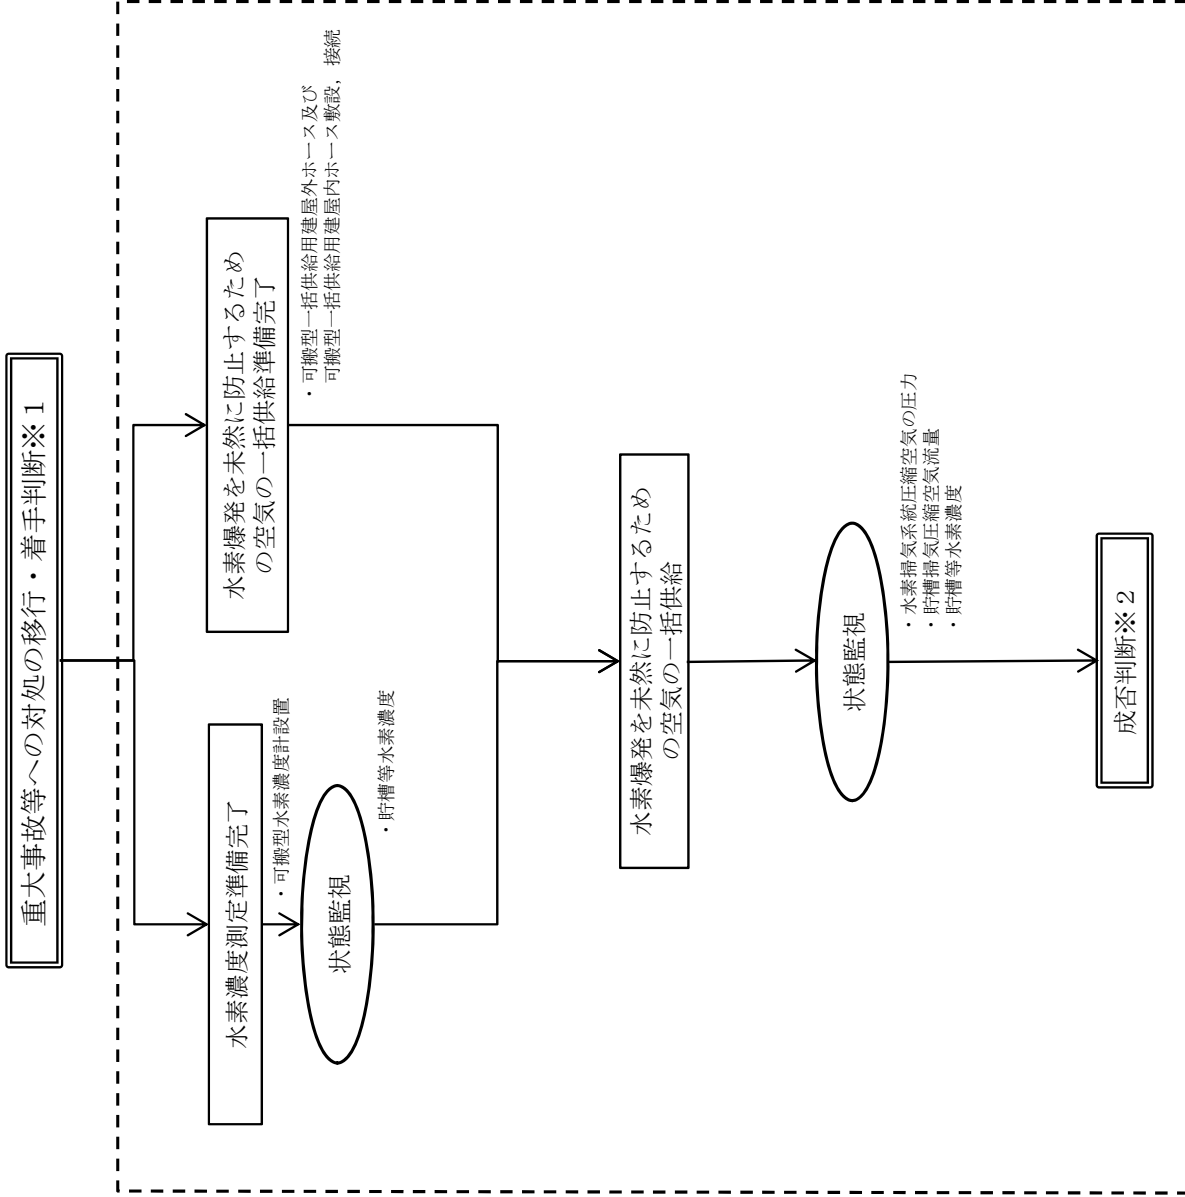 重大事故等への対処の移行・着手判断※1
水素濃度測定準備完了
・可搬型水素濃度計設置
状態監視
・貯槽等水素濃度
水素爆発を未然に防止するため
の空気の一括供給準備完了
・可搬型一括供給用建屋外ホース及び
可搬型一括供給用建屋内ホース敷設，接続
水素爆発を未然に防止するため
の空気の一括供給
状態監視
・水素掃気系統圧縮空気の圧力
・貯槽掃気圧縮空気流量
・貯槽等水素濃度
成否判断※2